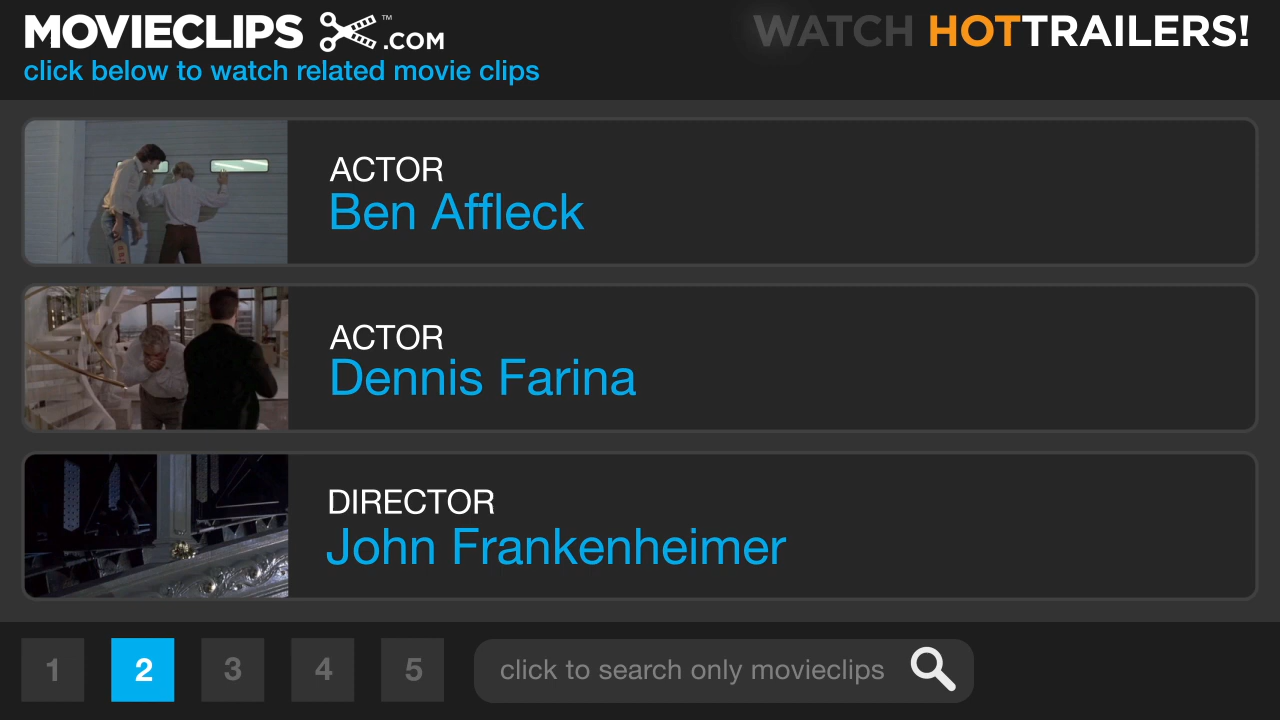 MOVIECLIPS ™ .COM
WATCH HOTTRAILERS!
click below to watch related movie clips
ACTOR
Ben Affleck
ACTOR
Dennis Farina
DIRECTOR
John Frankenheimer
1 2 3 4 5 click to search only movieclips